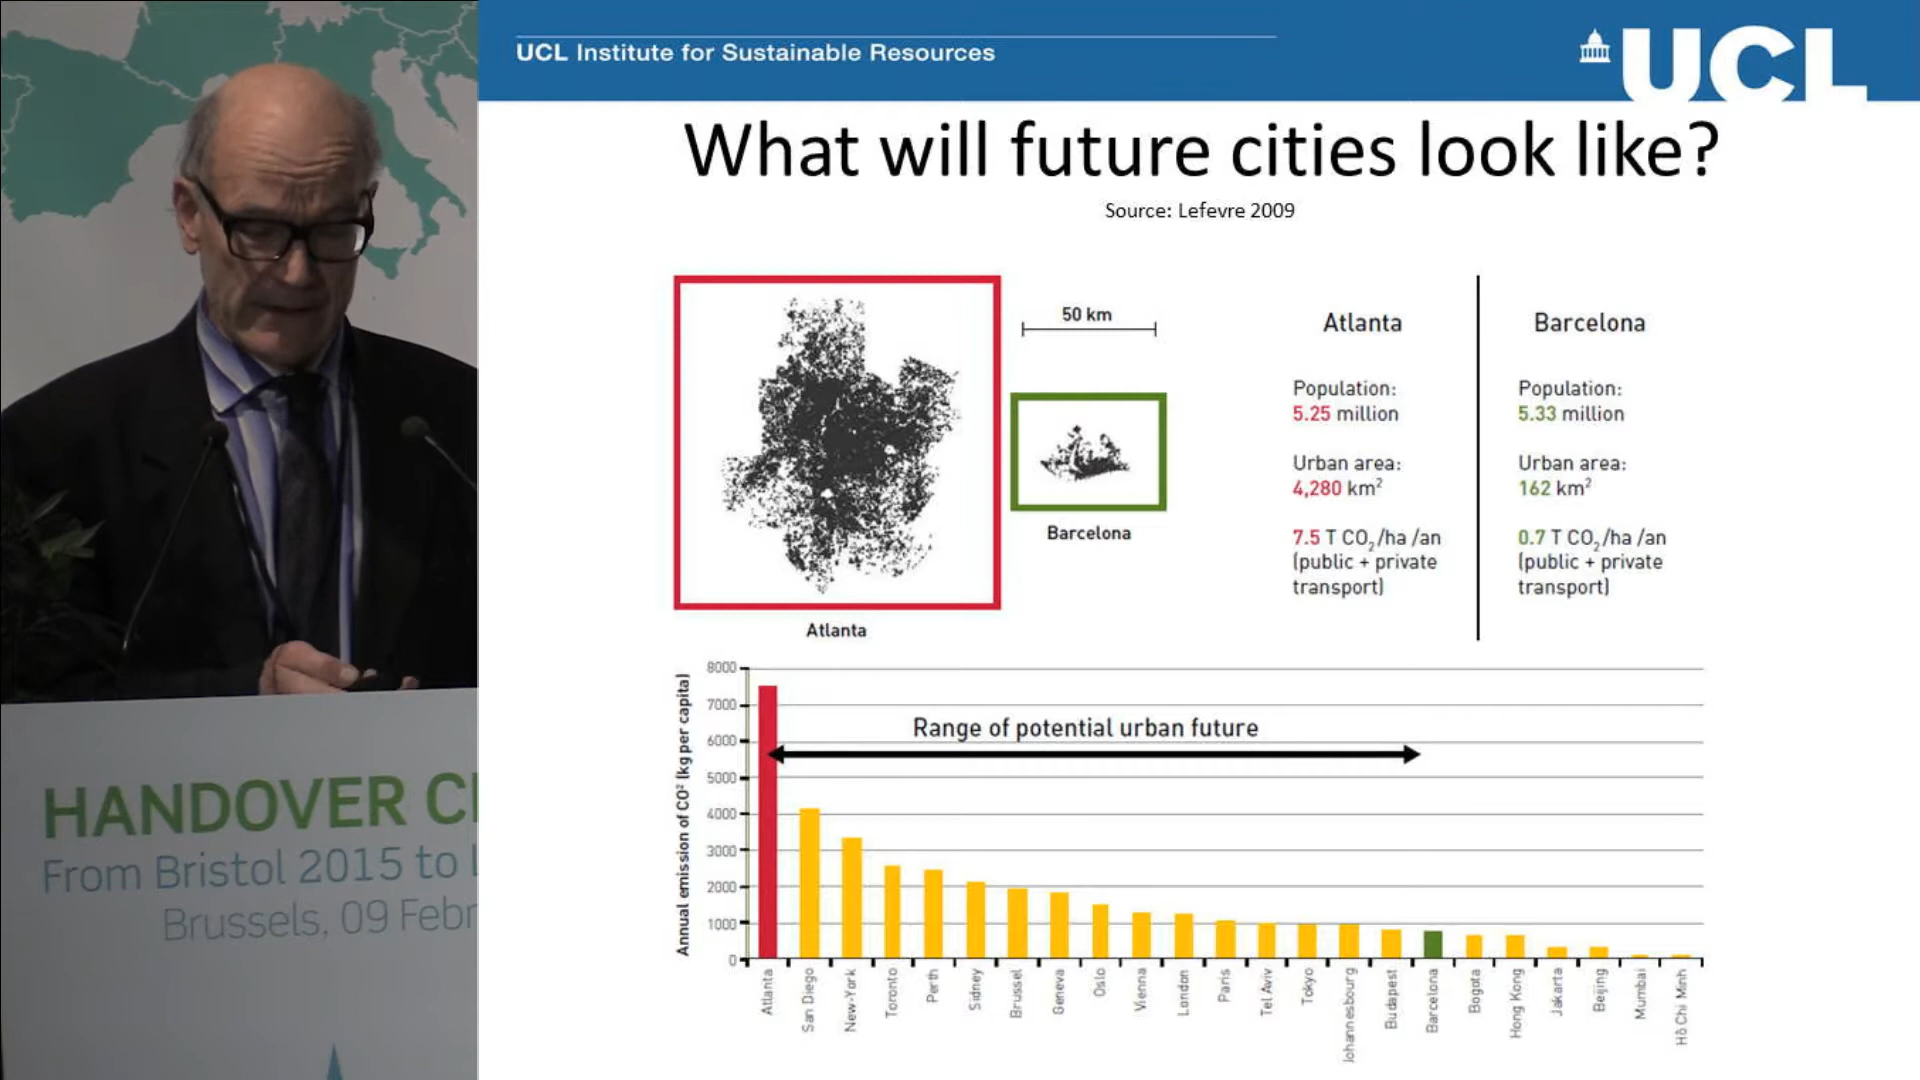 UCL Institute for Sustainable Resources
UCL
What will future cities look like?
Source: Lefevre 2009
50 km
Atlanta
Barcelona
Atlanta
Population:
5.25 million
Urban area:
4,280 km²
7.5 T CO₂/ha /an
(public + private
transport)
Barcelona
Population:
5.33 million
Urban area:
162 km²
0.7 T CO₂/ha /an
(public + private
transport)
Annual emission of CO² (kg per capita)
8000
7000
6000
5000
4000
3000
2000
1000
0
Range of potential urban future
Atlanta
San Diego
New-York
Toronto
Perth
Sidney
Brussel
Geneva
Oslo
Vienna
London
Paris
Tel Aviv
Tokyo
Johannesbourg
Budapest
Barcelona
Bogota
Hong Kong
Jakarta
Beijing
Mumbai
Hô Chi Minh
HANDOVER
From Bristol 2015 to
Brussels, 09